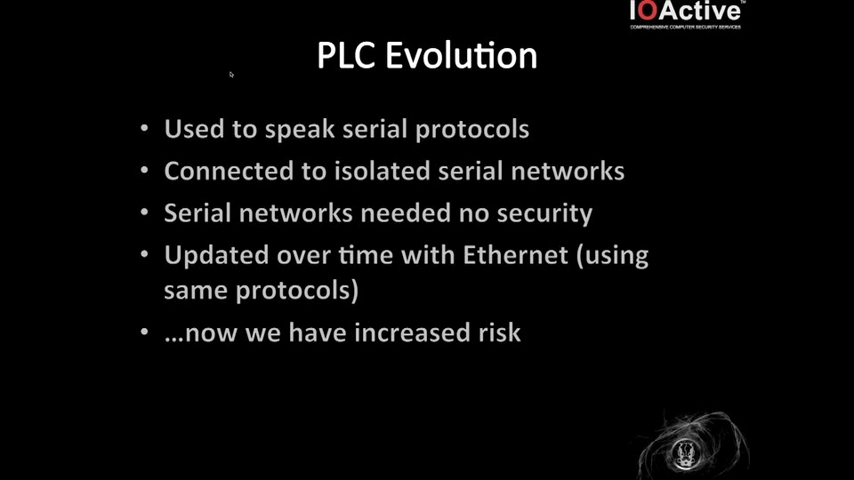 IOActive™
COMPREHENSIVE COMPUTER SECURITY SERVICES
PLC Evolution
• Used to speak serial protocols
• Connected to isolated serial networks
• Serial networks needed no security
• Updated over time with Ethernet (using
same protocols)
• ...now we have increased risk